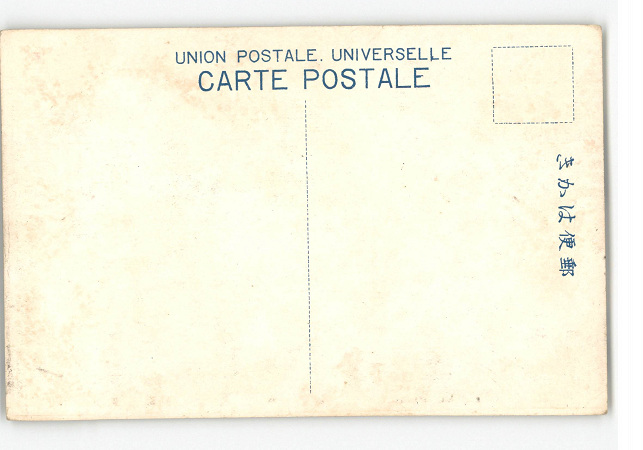 UNION POSTALE. UNIVERSELLE
CARTE POSTALE
郵便はかき